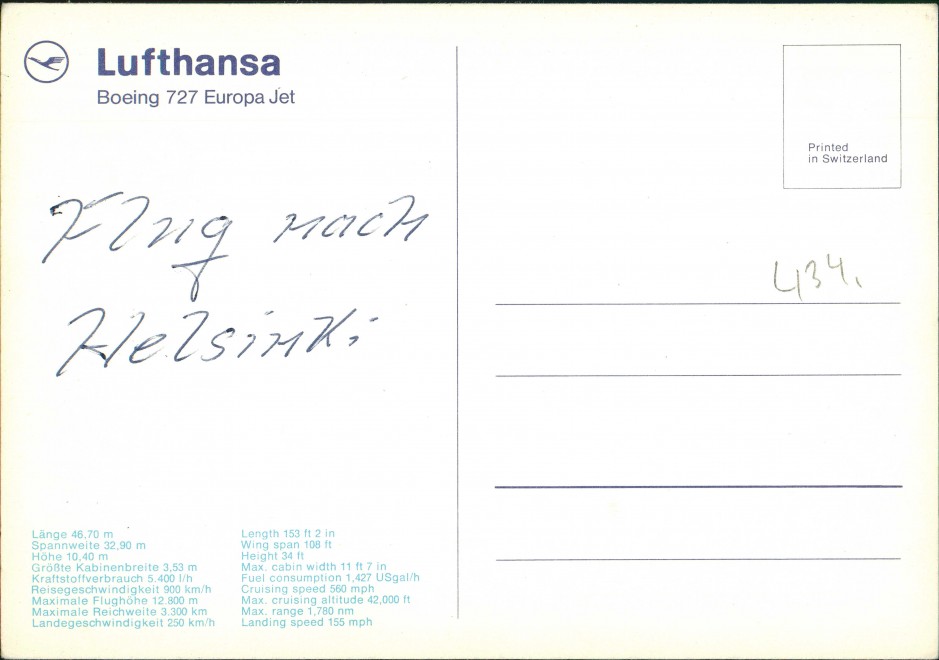 Lufthansa
Boeing 727 Europa Jet
Printed
in Switzerland
Flug nach
Helsinki
434.
Länge 46,70 m
Spannweite 32,90 m
Höhe 10,40 m
Größte Kabinenbreite 3,53 m
Kraftstoffverbrauch 5.400 l/h
Reisegeschwindigkeit 900 km/h
Maximale Flughöhe 12.800 m
Maximale Reichweite 3.300 km
Landegeschwindigkeit 250 km/h
Length 153 ft 2 in
Wing span 108 ft
Height 34 ft
Max. cabin width 11 ft 7 in
Fuel consumption 1,427 USgal/h
Cruising speed 560 mph
Max. cruising altitude 42,000 ft
Max. range 1,780 nm
Landing speed 155 mph